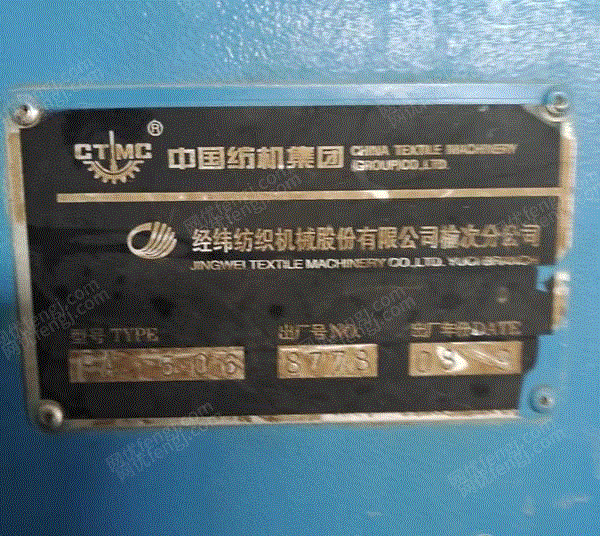 CTMC ®
中国纺机集团 CHINA TEXTILE MACHINERY
(GROUP)CO.,LTD.
经纬纺织机械股份有限公司榆次分公司
JINGWEI TEXTILE MACHINERY CO.,LTD. YUCI BRANCH
型号 TYPE 出厂号 NO. 出厂年份 DATE
8778